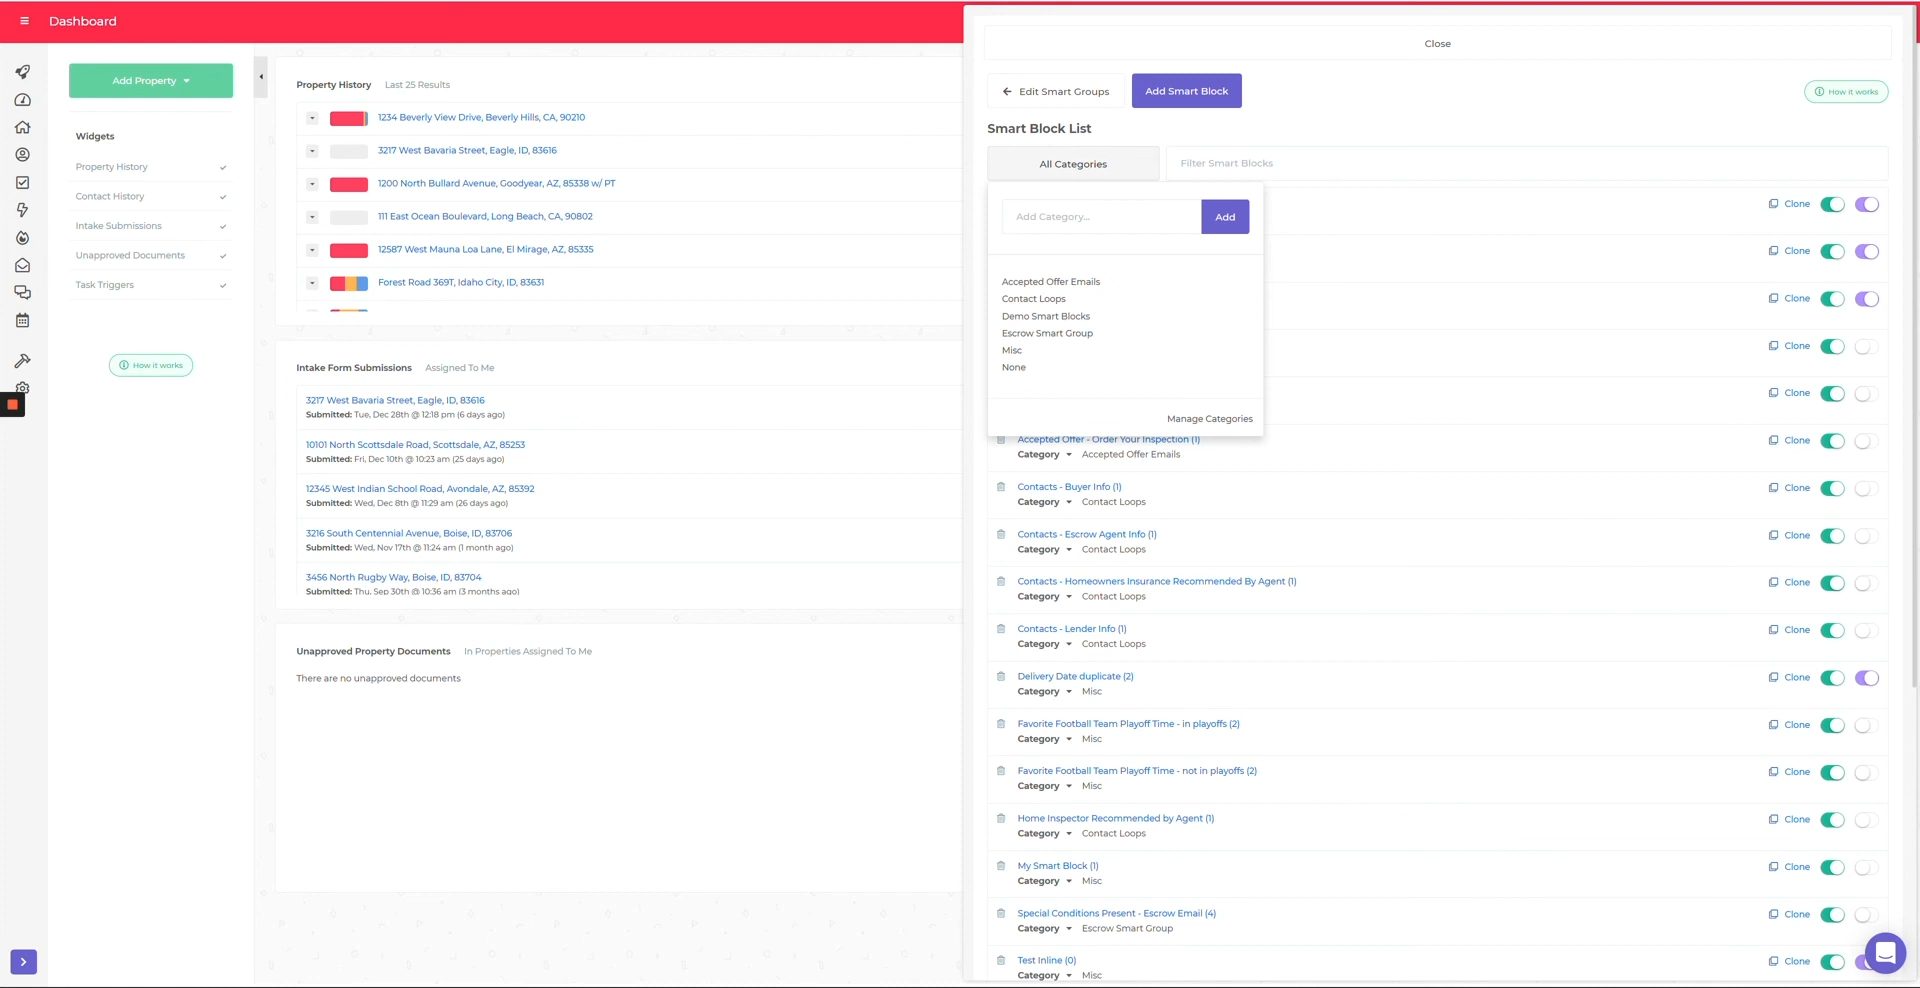 Dashboard
Add Property
Widgets
Property History
Contact History
Intake Submissions
Unapproved Documents
Task Triggers
How it works
Property History Last 25 Results
1234 Beverly View Drive, Beverly Hills, CA, 90210
3217 West Bavaria Street, Eagle, ID, 83616
1200 North Bullard Avenue, Goodyear, AZ, 85338 w/ PT
111 East Ocean Boulevard, Long Beach, CA, 90802
12587 West Mauna Loa Lane, El Mirage, AZ, 85335
Forest Road 369T, Idaho City, ID, 83631
Intake Form Submissions Assigned To Me
3217 West Bavaria Street, Eagle, ID, 83616
Submitted: Tue, Dec 28th @ 12:18 pm (6 days ago)
10101 North Scottsdale Road, Scottsdale, AZ, 85253
Submitted: Fri, Dec 10th @ 10:23 am (25 days ago)
12345 West Indian School Road, Avondale, AZ, 85392
Submitted: Wed, Dec 8th @ 11:29 am (26 days ago)
3216 South Centennial Avenue, Boise, ID, 83706
Submitted: Wed, Nov 17th @ 11:24 am (1 month ago)
3456 North Rugby Way, Boise, ID, 83704
Submitted: Thu, Sep 30th @ 10:36 am (3 months ago)
Unapproved Property Documents In Properties Assigned To Me
There are no unapproved documents
Close
Edit Smart Groups Add Smart Block How it works
Smart Block List
All Categories Filter Smart Blocks
Add Category... Add
Accepted Offer Emails
Contact Loops
Demo Smart Blocks
Escrow Smart Group
Misc
None
Manage Categories
Clone
Clone
Clone
Clone
Clone
Accepted Offer - Order Your Inspection (1) Clone
Category Accepted Offer Emails
Contacts - Buyer Info (1) Clone
Category Contact Loops
Contacts - Escrow Agent Info (1) Clone
Category Contact Loops
Contacts - Homeowners Insurance Recommended By Agent (1) Clone
Category Contact Loops
Contacts - Lender Info (1) Clone
Category Contact Loops
Delivery Date duplicate (2) Clone
Category Misc
Favorite Football Team Playoff Time - in playoffs (2) Clone
Category Misc
Favorite Football Team Playoff Time - not in playoffs (2) Clone
Category Misc
Home Inspector Recommended by Agent (1) Clone
Category Contact Loops
My Smart Block (1) Clone
Category Misc
Special Conditions Present - Escrow Email (4) Clone
Category Escrow Smart Group
Test Inline (0) Clone
Category Misc